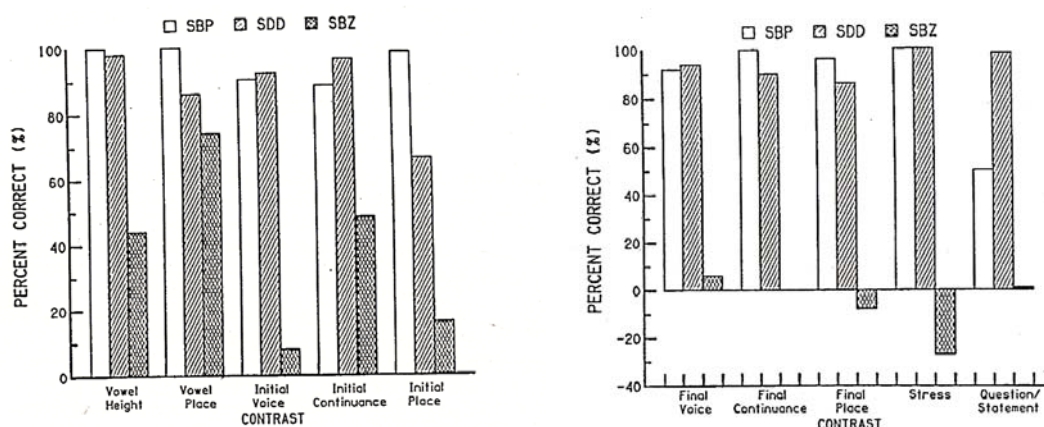 SBP SDD SBZ
PERCENT CORRECT (%)
100
80
60
40
20
0
Vowel Height
Vowel Place
Initial Voice
Initial Continuance
Initial Place
CONTRAST
SBP SDD SBZ
PERCENT CORRECT (%)
100
80
60
40
20
0
-20
-40
Final Voice
Final Continuance
Final Place
Stress
Question/ Statement
CONTRAST